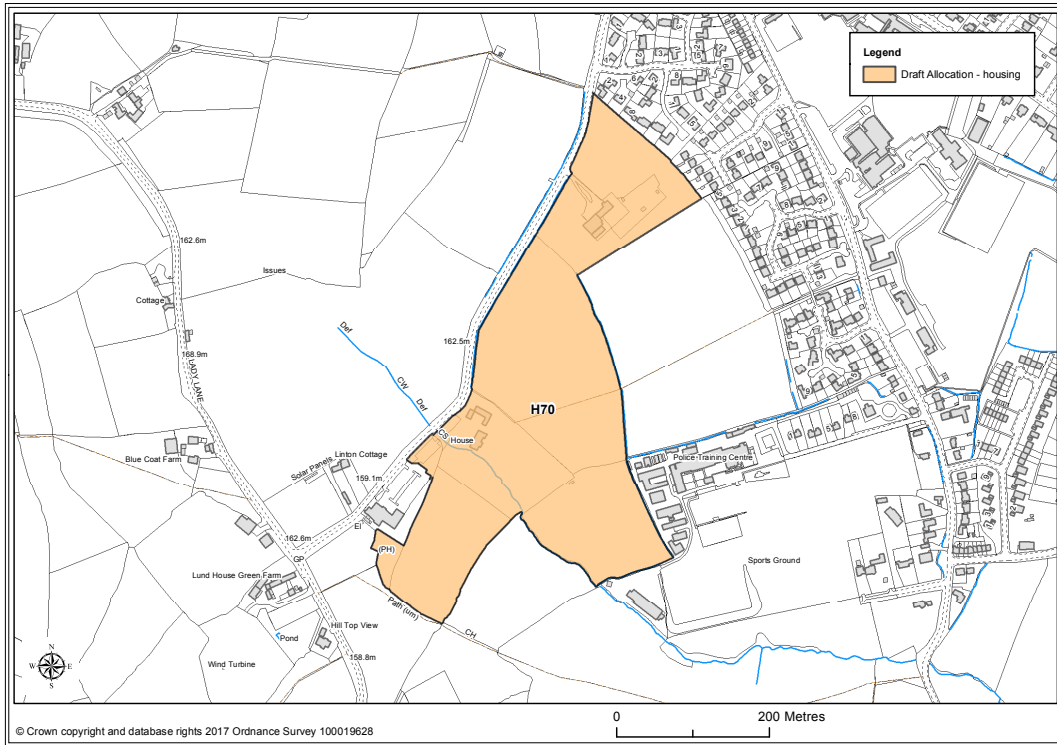 Legend
Draft Allocation - housing
162.6m
Issues
Cottage
168.9m
LADY LANE
162.5m
Def
CW
Def
CS
House
H70
Blue Coat Farm
Solar Panels
Linton Cottage
159.1m
El
Police Training Centre
162.6m
GP
(PH)
Lund House Green Farm
Sports Ground
Path (um)
CH
Hill Top View
Pond
158.8m
Wind Turbine
N
W E
S
0 200 Metres
© Crown copyright and database rights 2017 Ordnance Survey 100019628